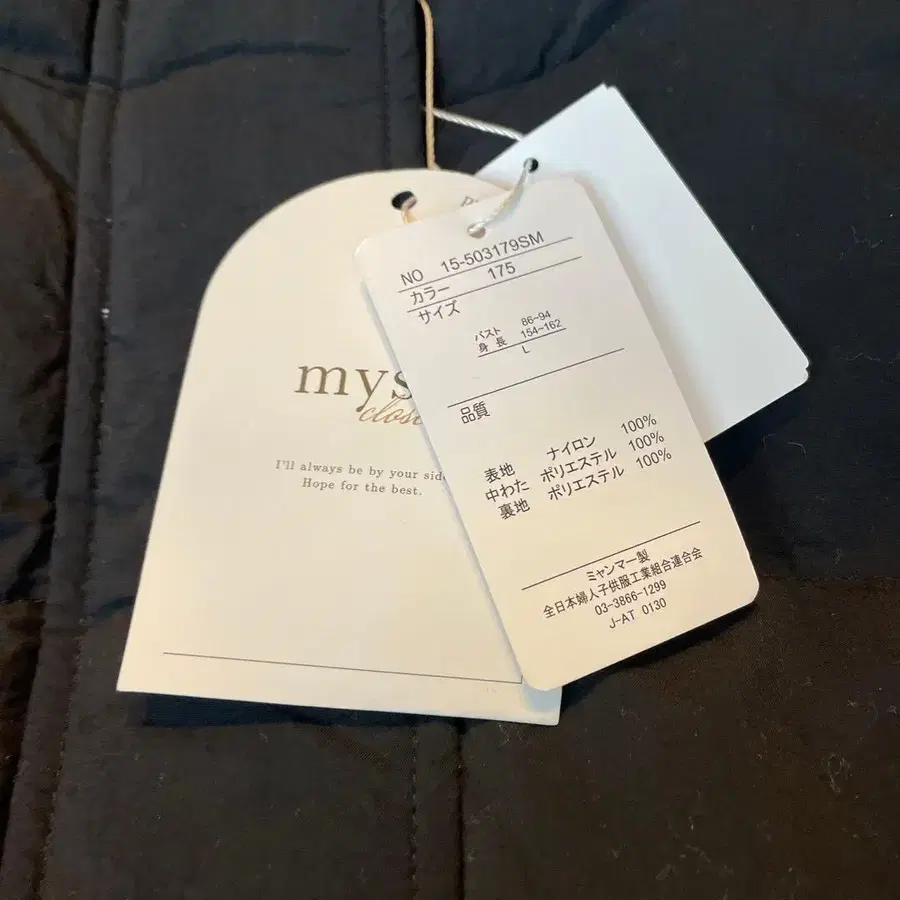 mys
clos
I'll always be by your side
Hope for the best.
NO 15-503179SM
カラー 175
サイズ
バスト 86~94
身長 154~162
L
品質
表地 ナイロン 100%
中わた ポリエステル 100%
裏地 ポリエステル 100%
ミャンマー製
全日本婦人子供服工業組合連合会
03-3866-1299
J-AT 0130